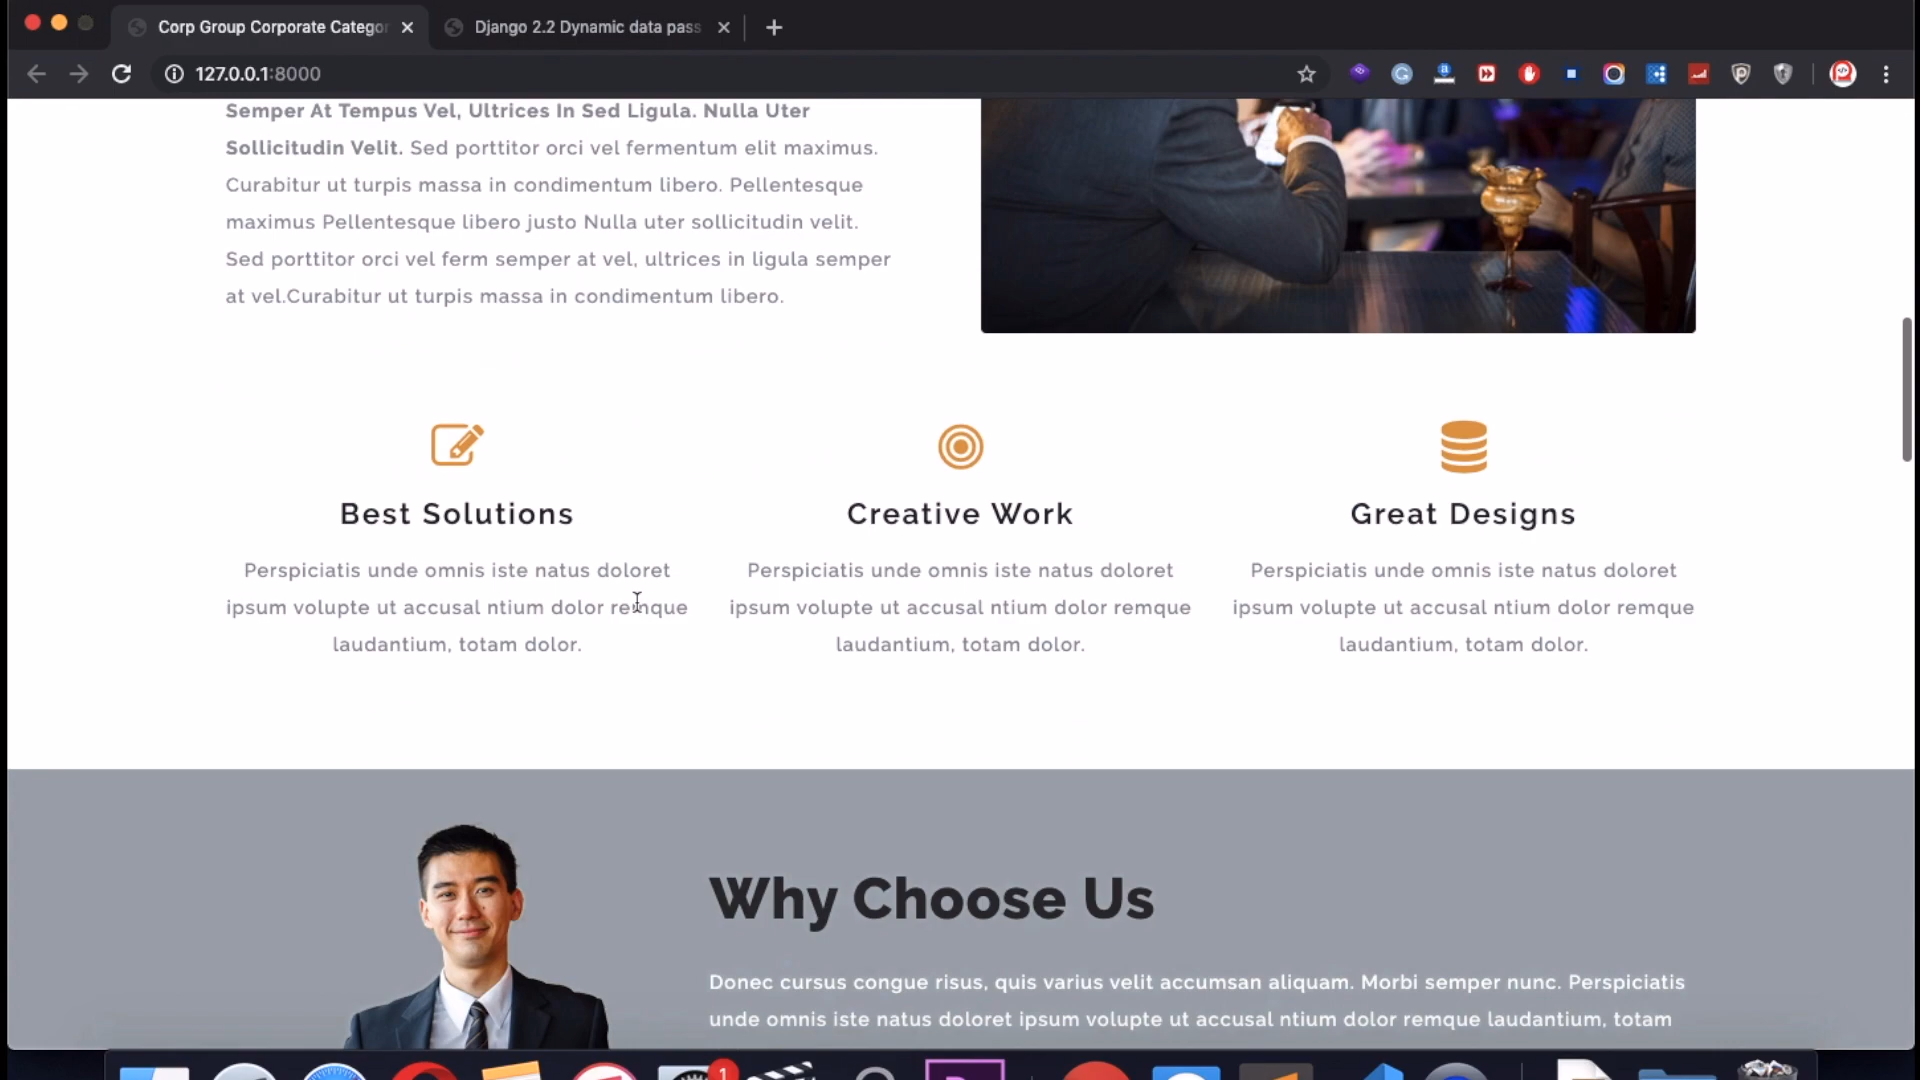 Corp Group Corporate Categor
Django 2.2 Dynamic data pass
127.0.0.1:8000
Semper At Tempus Vel, Ultrices In Sed Ligula. Nulla Uter
Sollicitudin Velit. Sed porttitor orci vel fermentum elit maximus.
Curabitur ut turpis massa in condimentum libero. Pellentesque
maximus Pellentesque libero justo Nulla uter sollicitudin velit.
Sed porttitor orci vel ferm semper at vel, ultrices in ligula semper
at vel.Curabitur ut turpis massa in condimentum libero.
Best Solutions
Perspiciatis unde omnis iste natus doloret
ipsum volupte ut accusal ntium dolor remque
laudantium, totam dolor.
Creative Work
Perspiciatis unde omnis iste natus doloret
ipsum volupte ut accusal ntium dolor remque
laudantium, totam dolor.
Great Designs
Perspiciatis unde omnis iste natus doloret
ipsum volupte ut accusal ntium dolor remque
laudantium, totam dolor.
Why Choose Us
Donec cursus congue risus, quis varius velit accumsan aliquam. Morbi semper nunc. Perspiciatis
unde omnis iste natus doloret ipsum volupte ut accusal ntium dolor remque laudantium, totam
1